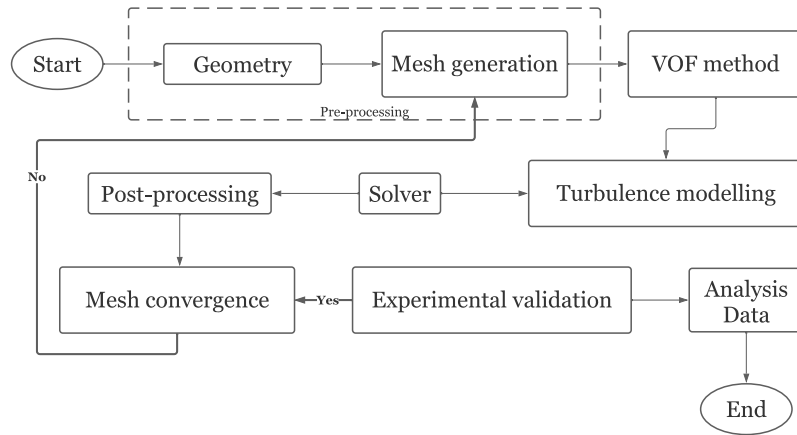 Start
Geometry
Mesh generation
VOF method
Pre-processing
No
Post-processing
Solver
Turbulence modelling
Mesh convergence
Yes
Experimental validation
Analysis
Data
End